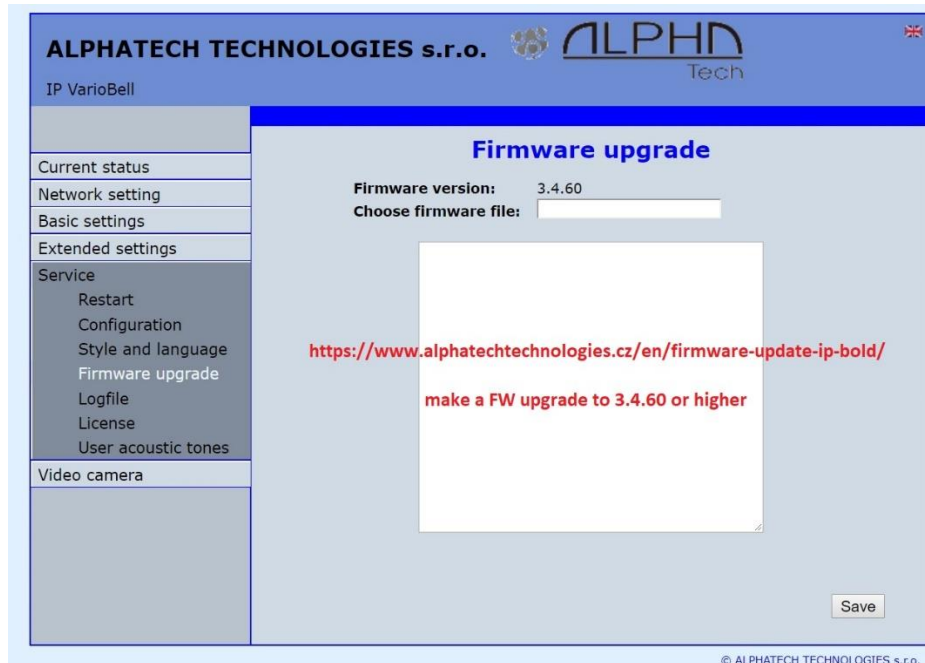 ALPHATECH TECHNOLOGIES s.r.o.
ALPHA
Tech
IP VarioBell
Current status
Network setting
Basic settings
Extended settings
Service
Restart
Configuration
Style and language
Firmware upgrade
Logfile
License
User acoustic tones
Video camera
Firmware upgrade
Firmware version: 3.4.60
Choose firmware file:
https://www.alphatechtechnologies.cz/en/firmware-update-ip-bold/
make a FW upgrade to 3.4.60 or higher
Save
© ALPHATECH TECHNOLOGIES s.r.o.